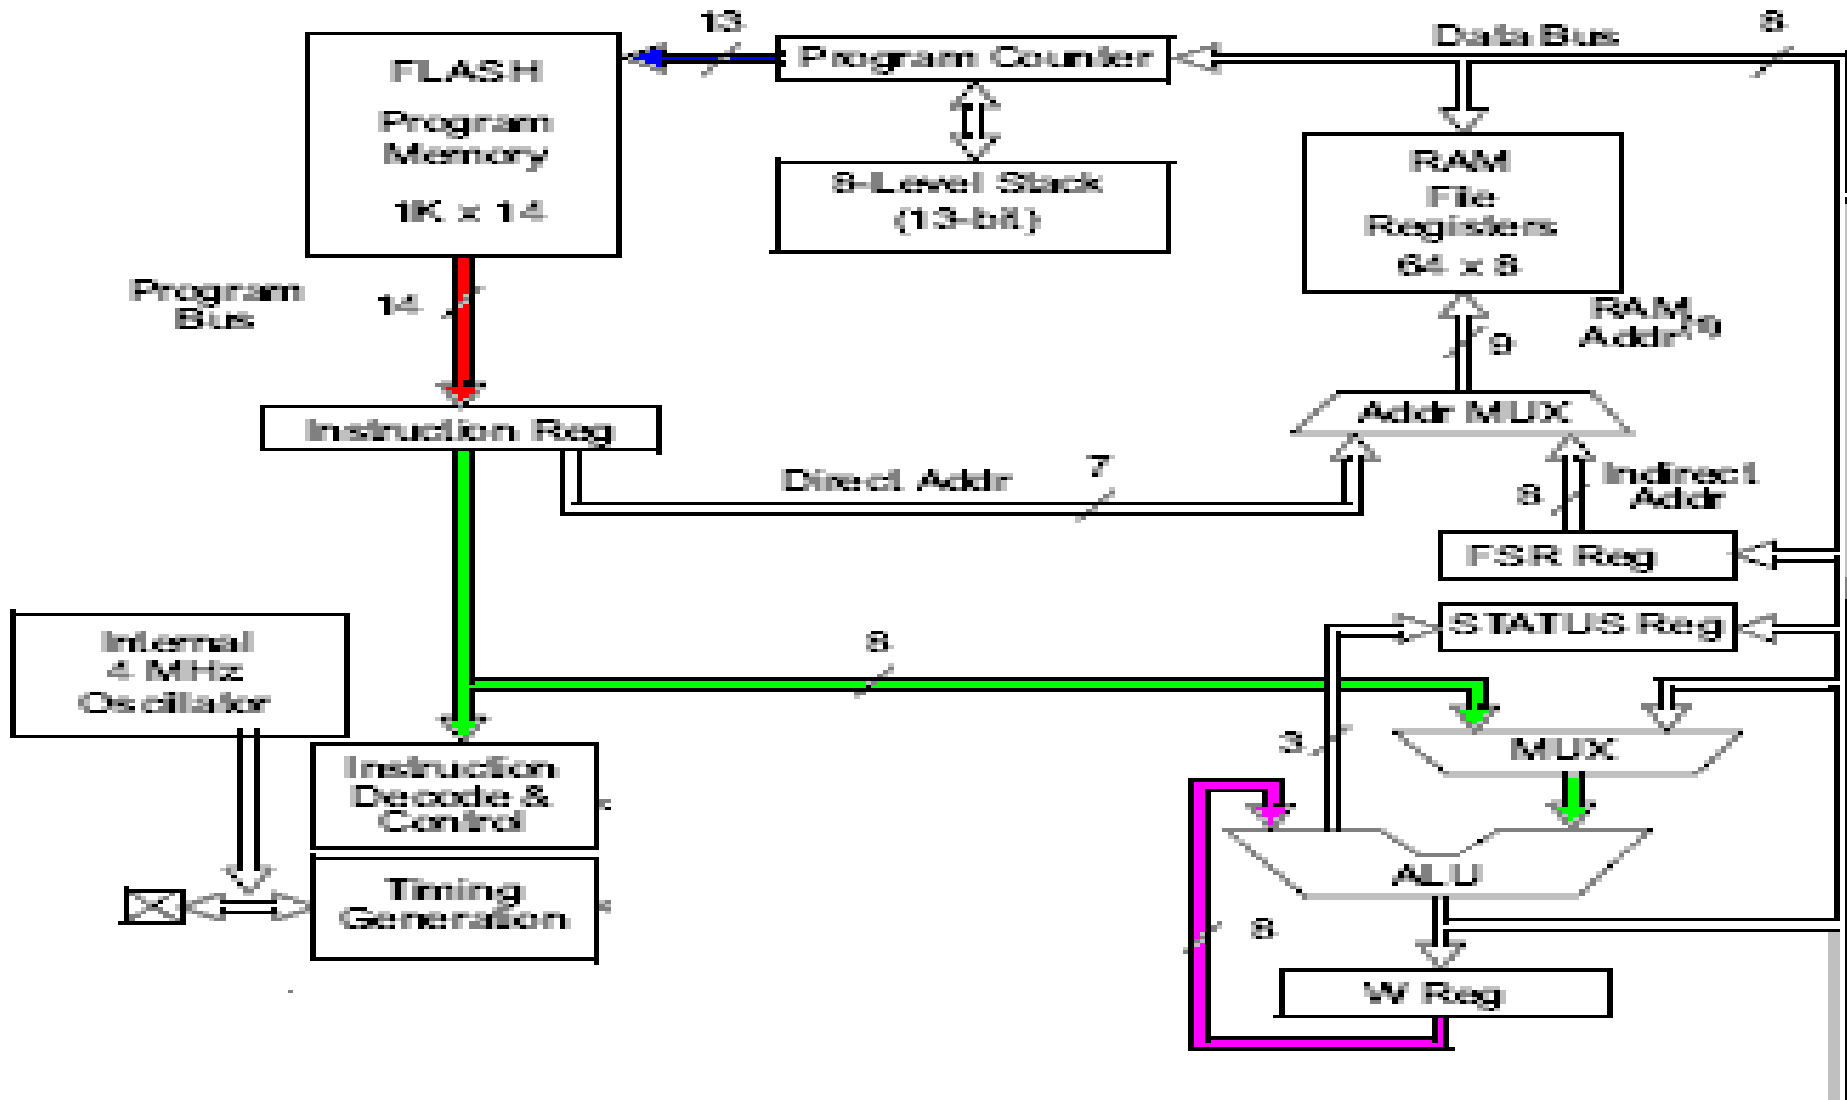 13
Data Bus
8
FLASH
Program
Memory
1K x 14
Program Counter
8-Level Stack
(13-bit)
RAM
File
Registers
64 x 8
Program
Bus
14
RAM
Addr(1)
9
Instruction Reg
Addr MUX
Direct Addr
7
8
Indirect
Addr
FSR Reg
STATUS Reg
8
Internal
4 MHz
Oscillator
3
MUX
Instruction
Decode &
Control
ALU
Timing
Generation
8
W Reg